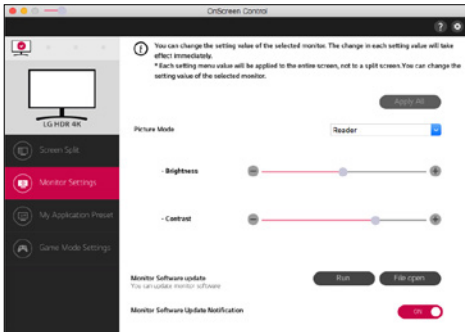 OnScreen Control
You can change the setting value of the selected monitor. The change in each setting value will take
effect immediately.
* Each setting menu value will be applied to the entire screen, not to a split screen.You can change the
setting value of the selected monitor.
Apply All
LG HDR 4K
Picture Mode
Reader
Screen Split
- Brightness
Monitor Settings
My Application Preset
- Contrast
Game Mode Settings
Monitor Software update
You can update monitor software
Run
File open
Monitor Software Update Notification
ON